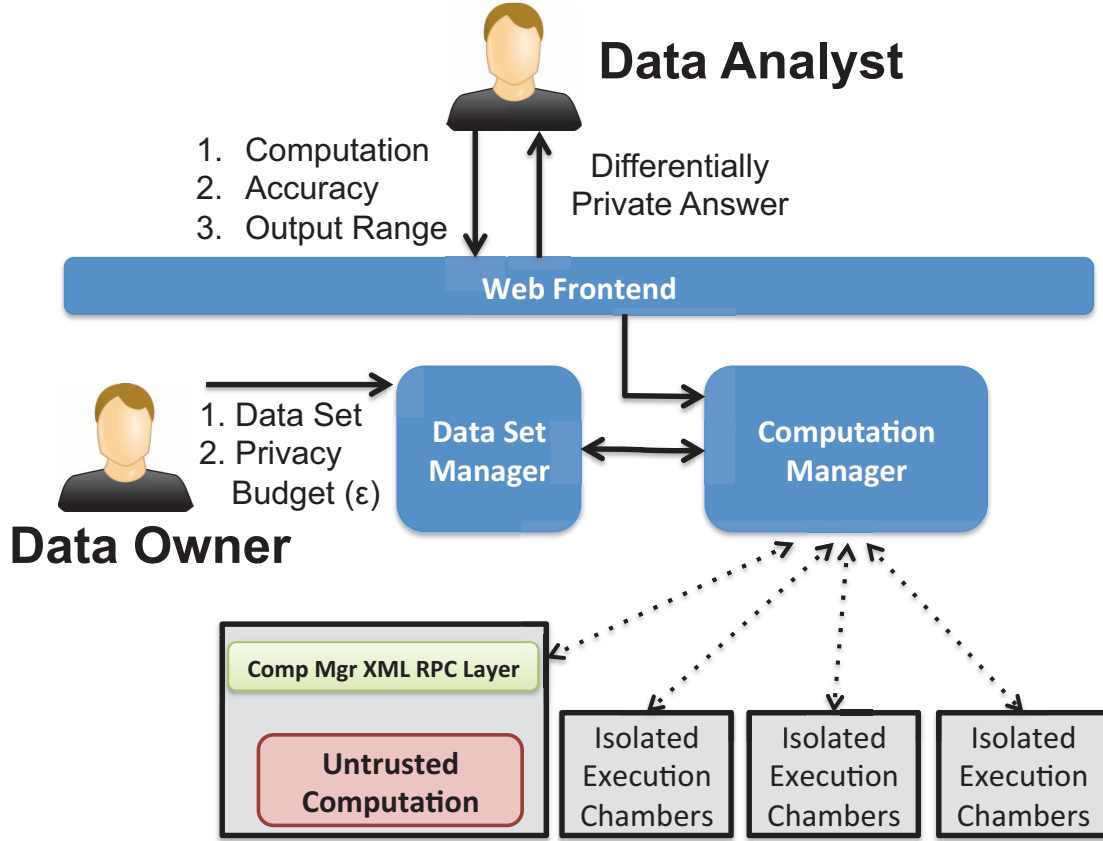 Data Analyst
1. Computation
2. Accuracy
3. Output Range
Differentially
Private Answer
Web Frontend
1. Data Set
2. Privacy
Budget (ε)
Data Owner
Data Set
Manager
Computation
Manager
Comp Mgr XML RPC Layer
Untrusted
Computation
Isolated
Execution
Chambers
Isolated
Execution
Chambers
Isolated
Execution
Chambers